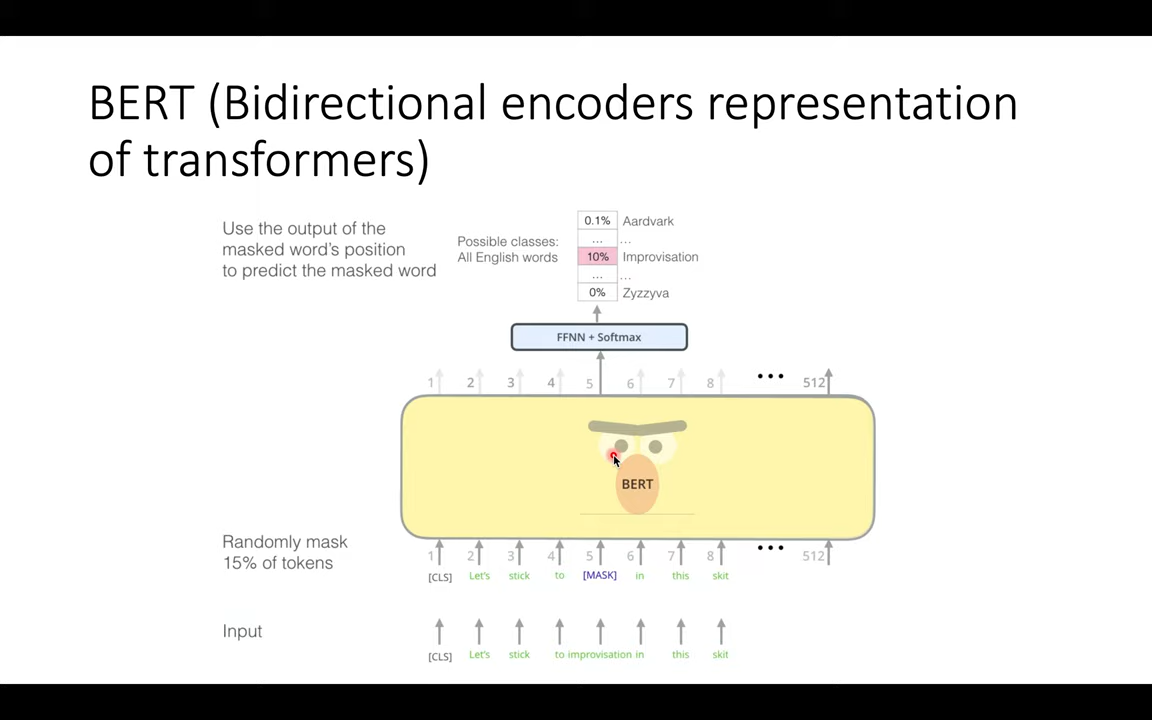 BERT (Bidirectional encoders representation
of transformers)
Use the output of the
masked word's position
to predict the masked word
Possible classes:
All English words
0.1% Aardvark
... ...
10% Improvisation
... ...
0% Zyzzyva
FFNN + Softmax
1 2 3 4 5 6 7 8 ... 512
BERT
Randomly mask
15% of tokens
1 2 3 4 5 6 7 8 ... 512
[CLS] Let's stick to [MASK] in this skit
Input
[CLS] Let's stick to improvisation in this skit